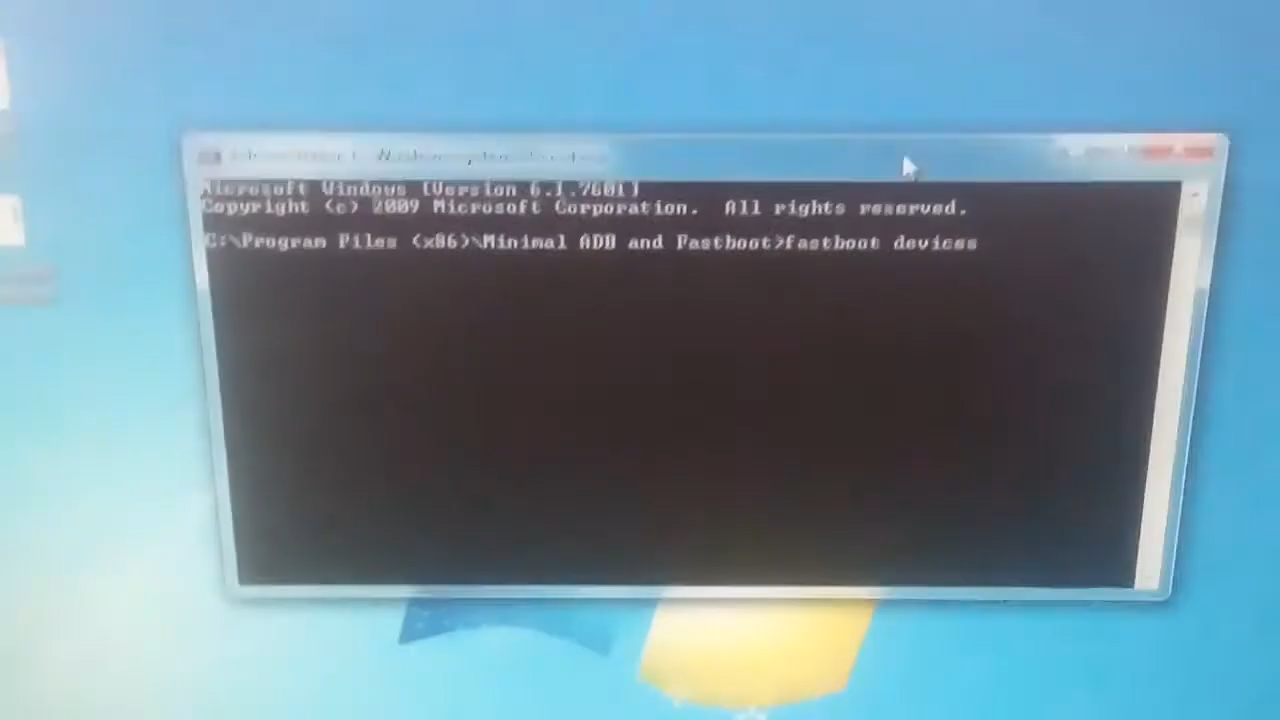 Microsoft Windows [Version 6.1.7601]
Copyright (c) 2009 Microsoft Corporation.  All rights reserved.
C:\Program Files (x86)\Minimal ADB and Fastboot>fastboot devices